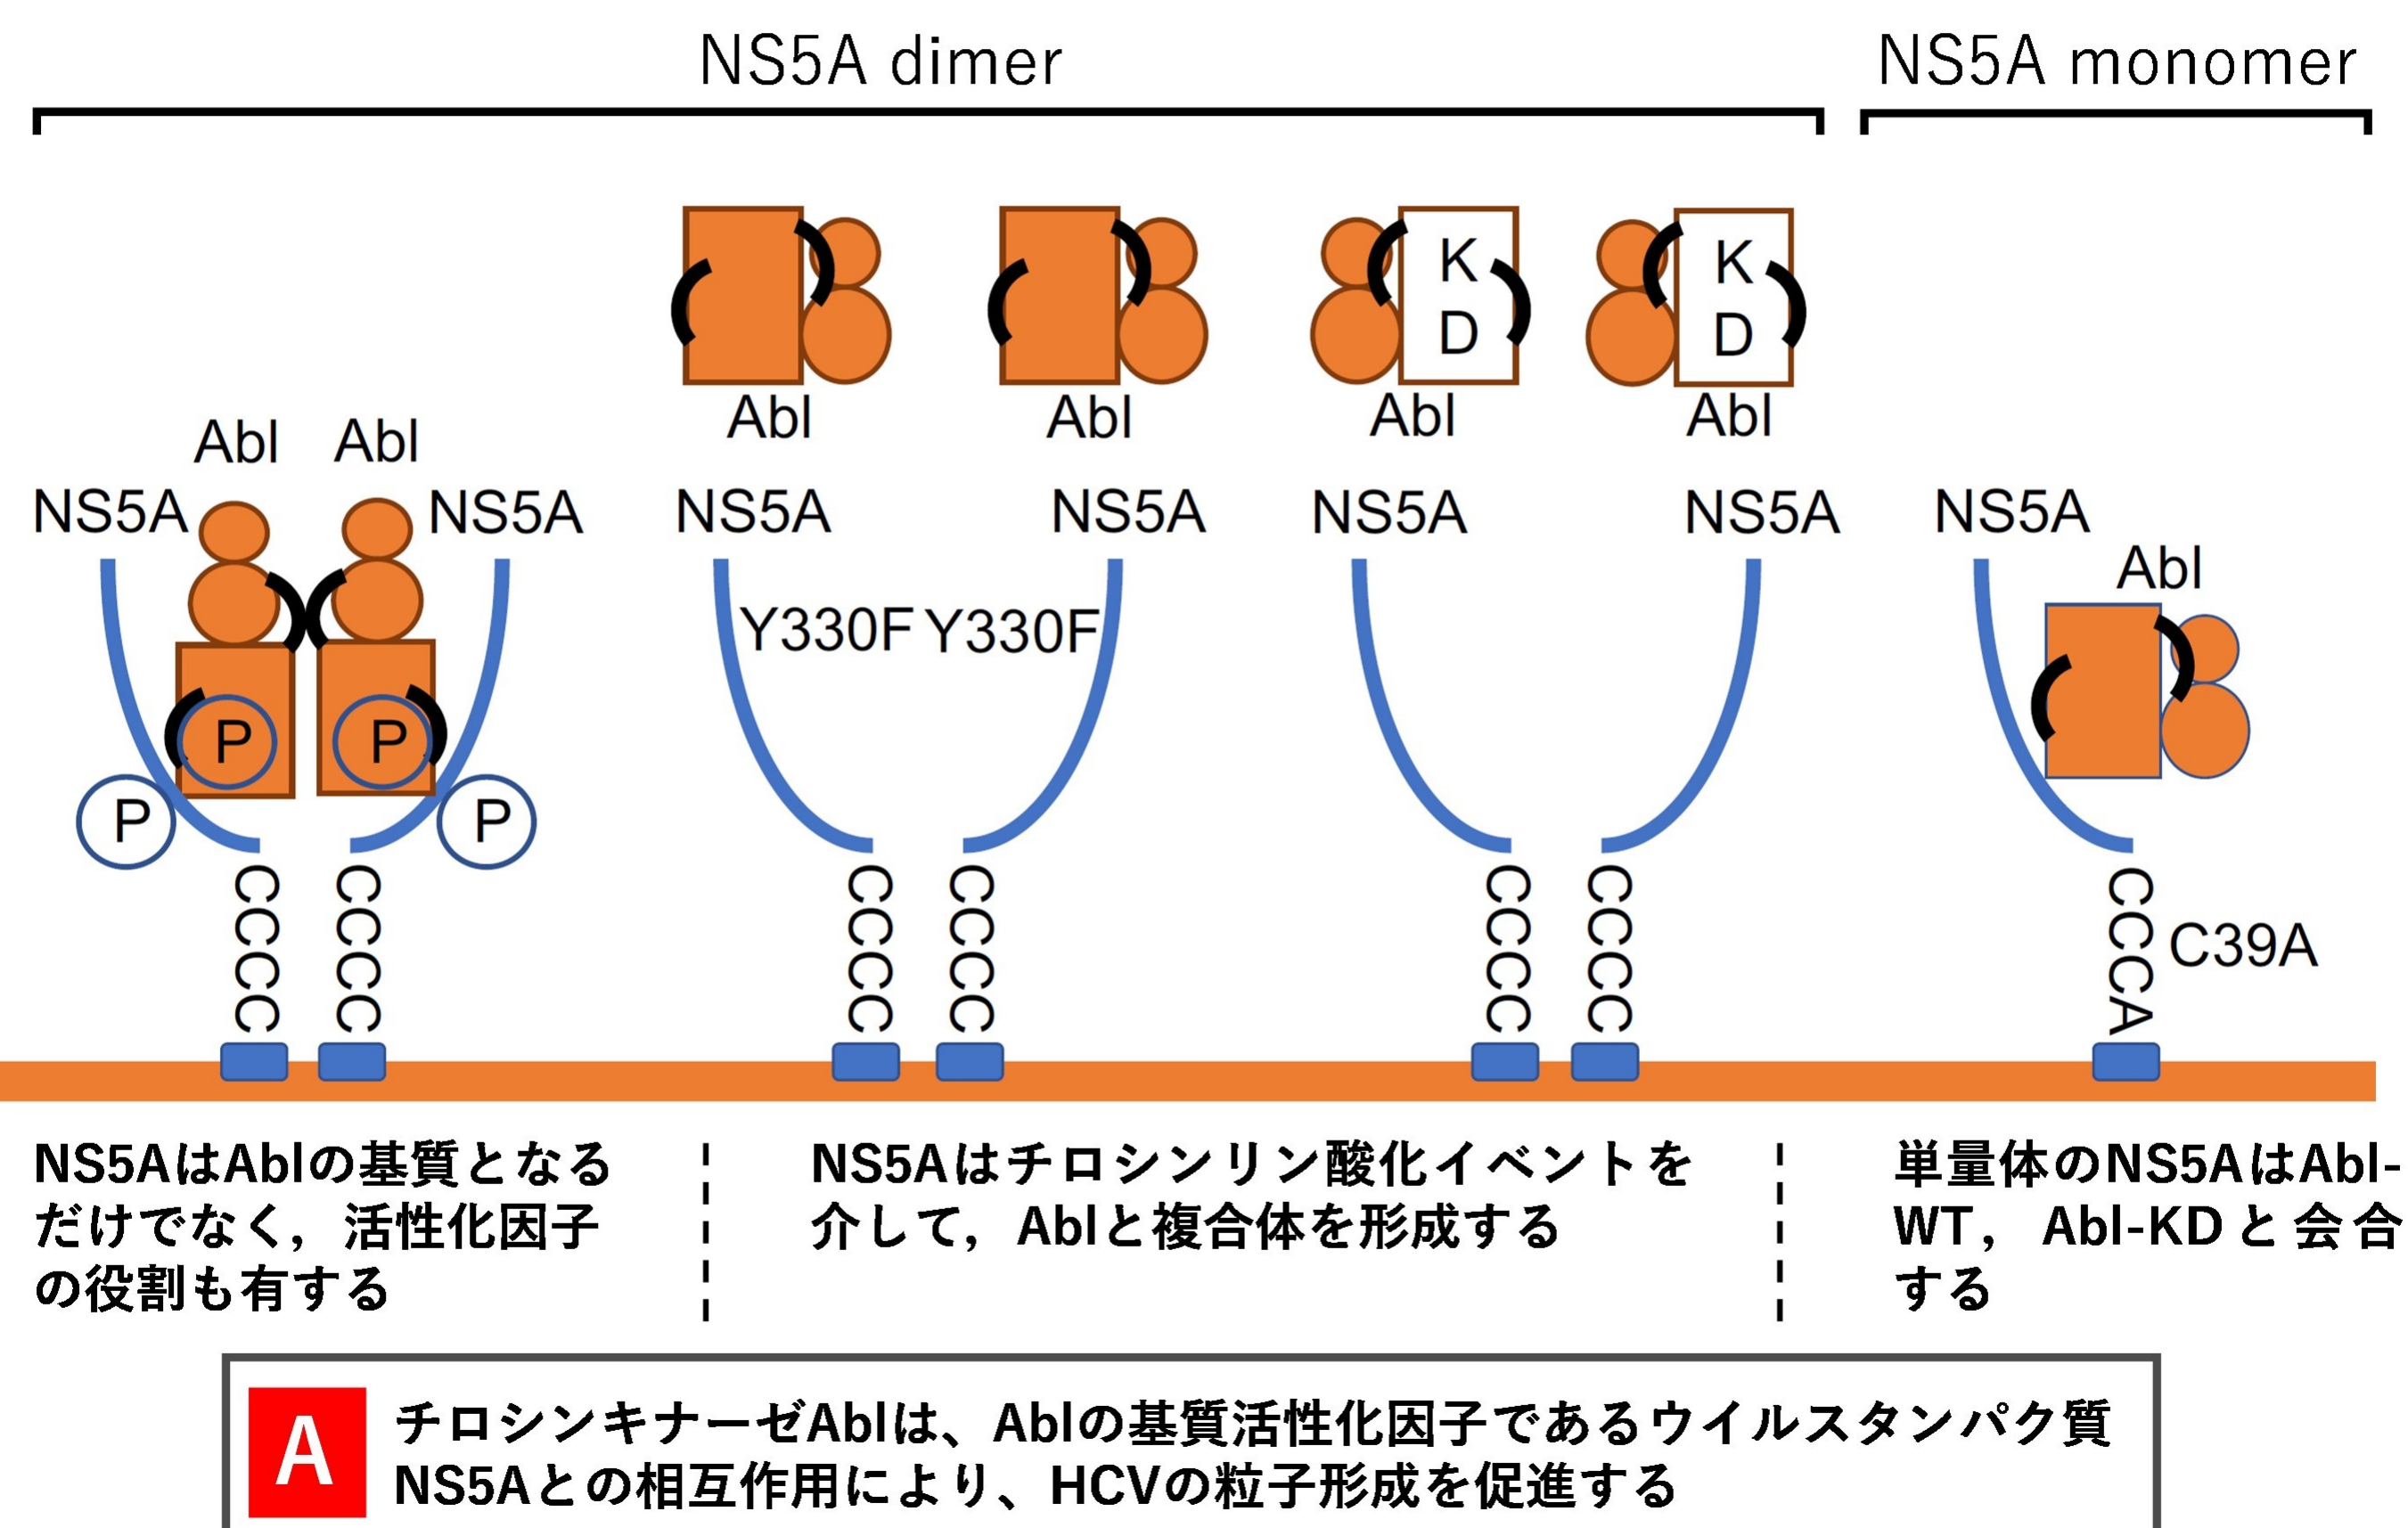 NS5A dimer
NS5A monomer
K
D
K
D
Abl
Abl
Abl
Abl
Abl
Abl
NS5A
NS5A
NS5A
NS5A
NS5A
NS5A
NS5A
Abl
Y330F
Y330F
P
P
P
P
CCCC
CCCC
CCCC
CCCC
CCCC
CCCC
CCCA
C39A
NS5AはAblの基質となる
だけでなく，活性化因子
の役割も有する
NS5Aはチロシンリン酸化イベントを
介して，Ablと複合体を形成する
単量体のNS5AはAbl-
WT，Abl-KDと会合
する
A
チロシンキナーゼAblは、Ablの基質活性化因子であるウイルスタンパク質
NS5Aとの相互作用により、HCVの粒子形成を促進する